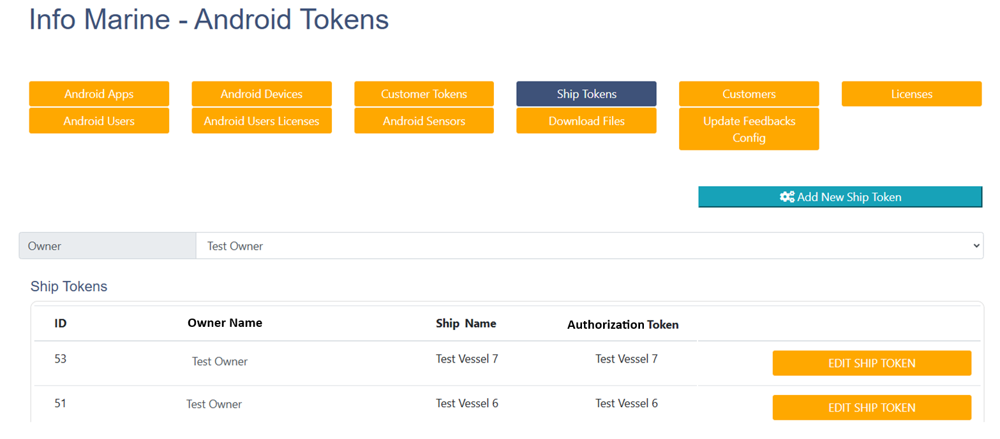 Info Marine - Android Tokens
Android Apps
Android Devices
Customer Tokens
Ship Tokens
Customers
Licenses
Android Users
Android Users Licenses
Android Sensors
Download Files
Update Feedbacks
Config
Add New Ship Token
Owner
Test Owner
Ship Tokens
ID Owner Name Ship Name Authorization Token
53 Test Owner Test Vessel 7 Test Vessel 7 EDIT SHIP TOKEN
51 Test Owner Test Vessel 6 Test Vessel 6 EDIT SHIP TOKEN